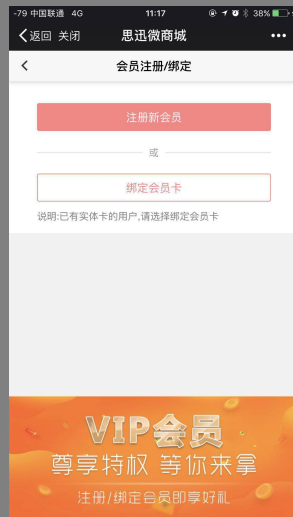 -79 中国联通 4G 11:17 38%
返回 关闭 思迅微商城
会员注册/绑定
注册新会员
或
绑定会员卡
说明:已有实体卡的用户,请选择绑定会员卡
VIP会员
尊享特权 等你来拿
注册/绑定会员即享好礼